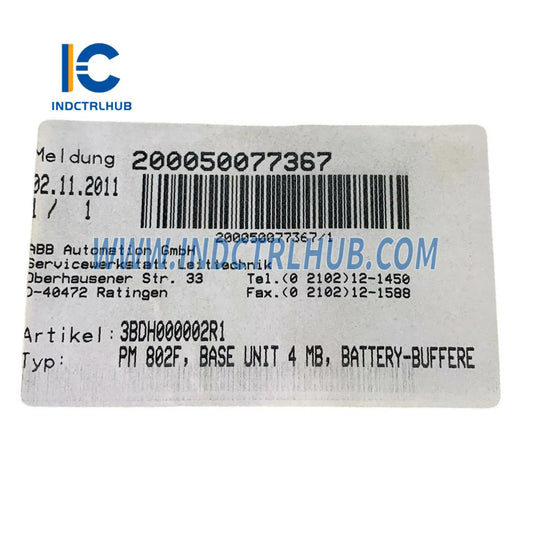 INDCTRLHUB
Meldung 200050077367
02.11.2011
1 / 1
200050077367/1
WWW.INDCTRLHUB.COM
ABB Automation GmbH
Servicewerkstatt Leittechnik
Oberhausener Str. 33 Tel.(0 2102)12-1450
D-40472 Ratingen Fax.(0 2102)12-1588
Artikel: 3BDH000002R1
Typ: PM 802F, BASE UNIT 4 MB, BATTERY-BUFFERE